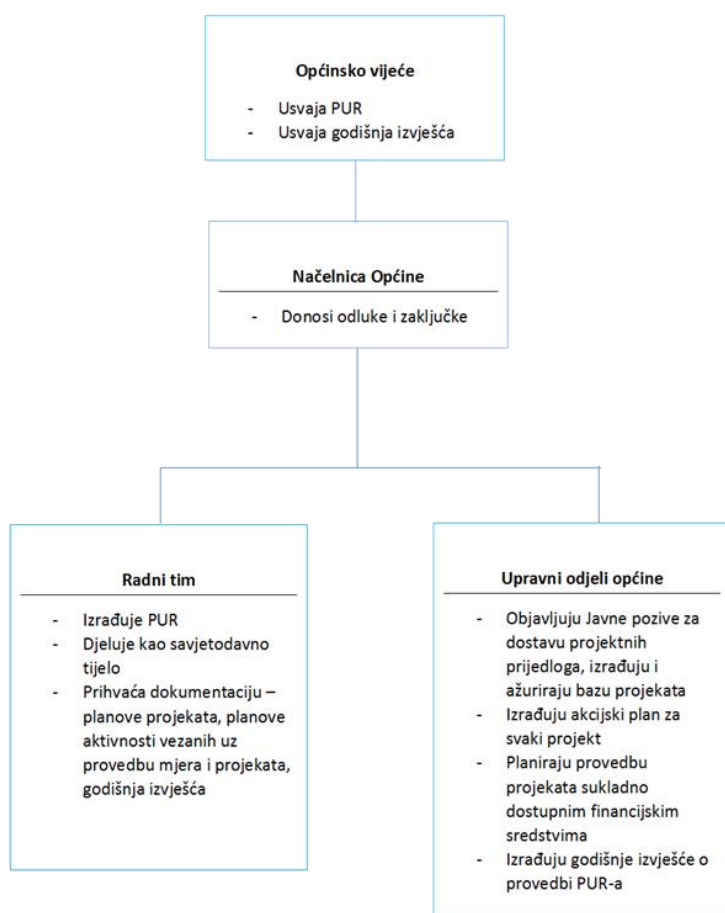 Općinsko vijeće
- Usvaja PUR
- Usvaja godišnja izvješća
Načelnica Općine
- Donosi odluke i zaključke
Radni tim
- Izrađuje PUR
- Djeluje kao savjetodavno
tijelo
- Prihvaća dokumentaciju –
planove projekata, planove
aktivnosti vezanih uz
provedbu mjera i projekata,
godišnja izvješća
Upravni odjeli općine
- Objavljuju Javne pozive za
dostavu projektnih
prijedloga, izrađuju i
ažuriraju bazu projekata
- Izrađuju akcijski plan za
svaki projekt
- Planiraju provedbu
projekata sukladno
dostupnim financijskim
sredstvima
- Izrađuju godišnje izvješće o
provedbi PUR-a